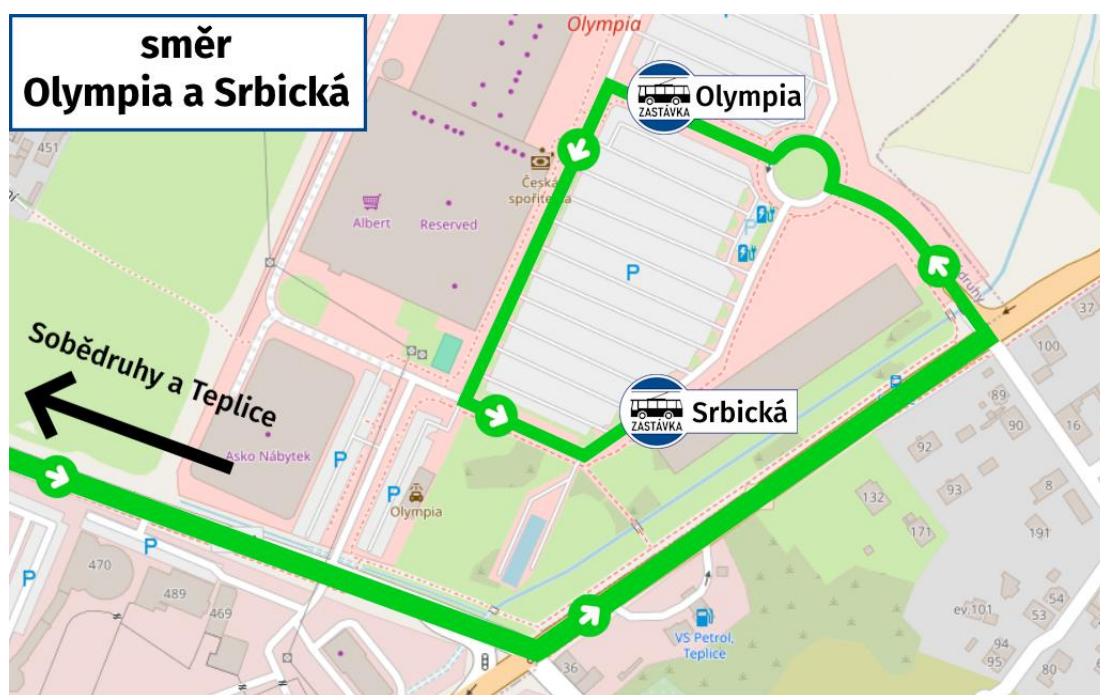 směr
Olympia a Srbická
Olympia
P
ZASTÁVKA
Olympia
451
Česká
spořitelna
Albert
Reserved
P
P
Sobědruhy a Teplice
37
100
ZASTÁVKA
Srbická
89
90
16
Asko Nábytek
P
P
Olympia
92
93
8
132
171
191
P
P
470
489
469
ev.101
53
54
VS Petrol,
Teplice
94
95
80
36